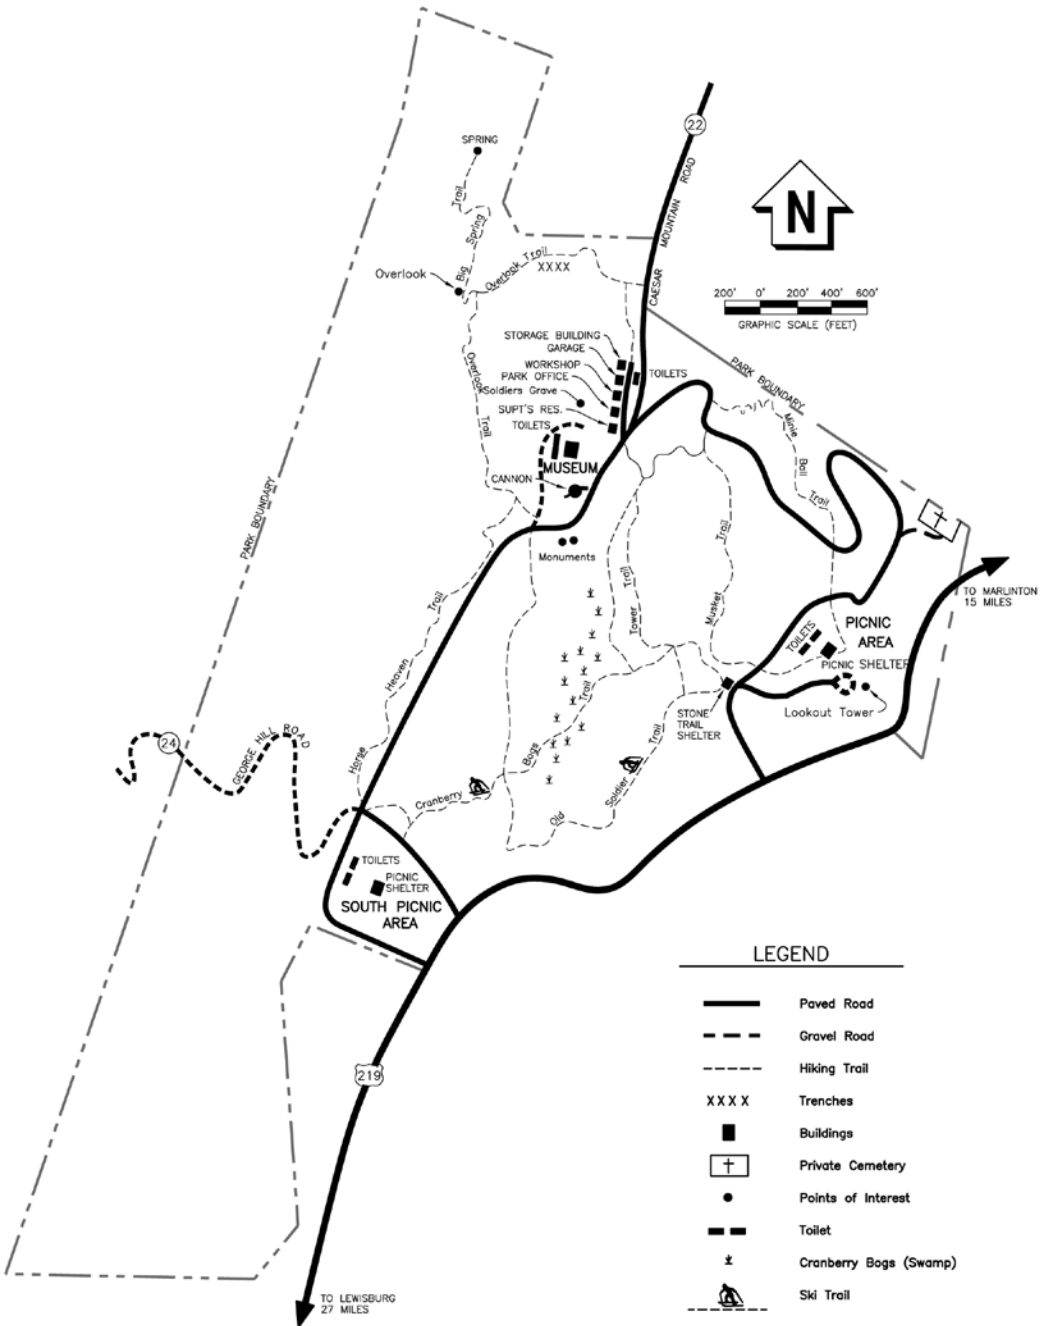 SPRING
22
Trail
Spring
Big
MOUNTAIN ROAD
CAESAR
N
Overlook
Overlook Trail
XXXX
200' 0' 200' 400' 600'
GRAPHIC SCALE (FEET)
STORAGE BUILDING
GARAGE
WORKSHOP
PARK OFFICE
Soldiers Grave
SUPT'S RES.
TOILETS
TOILETS
PARK BOUNDARY
Overlook
Trail
Minie
Ball
Trail
MUSEUM
CANNON
Monuments
PARK BOUNDARY
Trail
Musket
Tower Trail
TO MARLINTON
15 MILES
PICNIC
AREA
TOILETS
PICNIC SHELTER
Lookout Tower
STONE
TRAIL
SHELTER
Horse Heaven Trail
24
GEORGE HILL ROAD
Cranberry Bogs Trail
Old Soldier Trail
TOILETS
PICNIC
SHELTER
SOUTH PICNIC
AREA
219
TO LEWISBURG
27 MILES
LEGEND
Paved Road
Gravel Road
Hiking Trail
XXXX Trenches
Buildings
Private Cemetery
Points of Interest
Toilet
Cranberry Bogs (Swamp)
Ski Trail